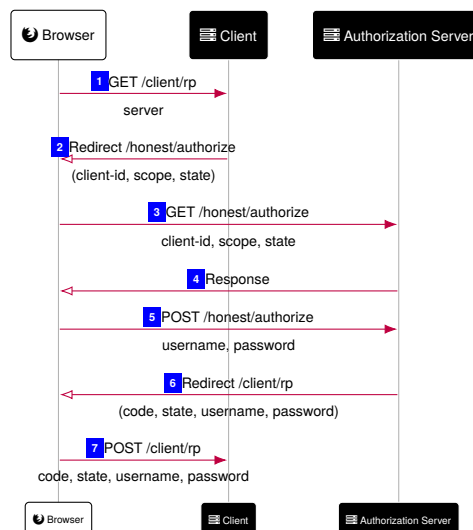 Browser
Client
Authorization Server
1 GET /client/rp
server
2 Redirect /honest/authorize
(client-id, scope, state)
3 GET /honest/authorize
client-id, scope, state
4 Response
5 POST /honest/authorize
username, password
6 Redirect /client/rp
(code, state, username, password)
7 POST /client/rp
code, state, username, password
Browser
Client
Authorization Server